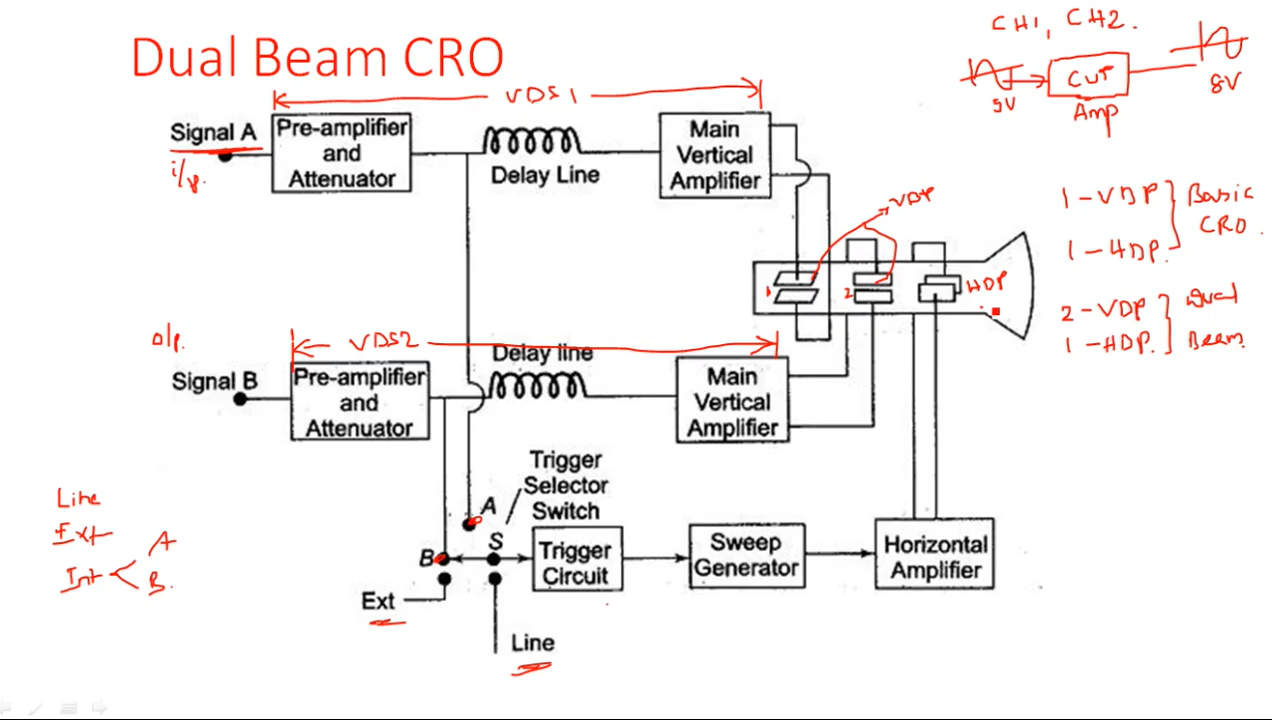 Dual Beam CRO
CH1, CH2.
5V
CUT
Amp
8V
VDS1
Signal A
i/p.
Pre-amplifier
and
Attenuator
Delay Line
Main
Vertical
Amplifier
VDP
1-VDP
1-HDP.
Basic
CRO.
1
2
HDP
2-VDP
1-HDP.
Dual
Beam.
o/p.
VDS2
Signal B
Pre-amplifier
and
Attenuator
Delay line
Main
Vertical
Amplifier
Trigger
Selector
Switch
Line
Ext
Int < A
B.
A
B
S
Trigger
Circuit
Sweep
Generator
Horizontal
Amplifier
Ext
Line